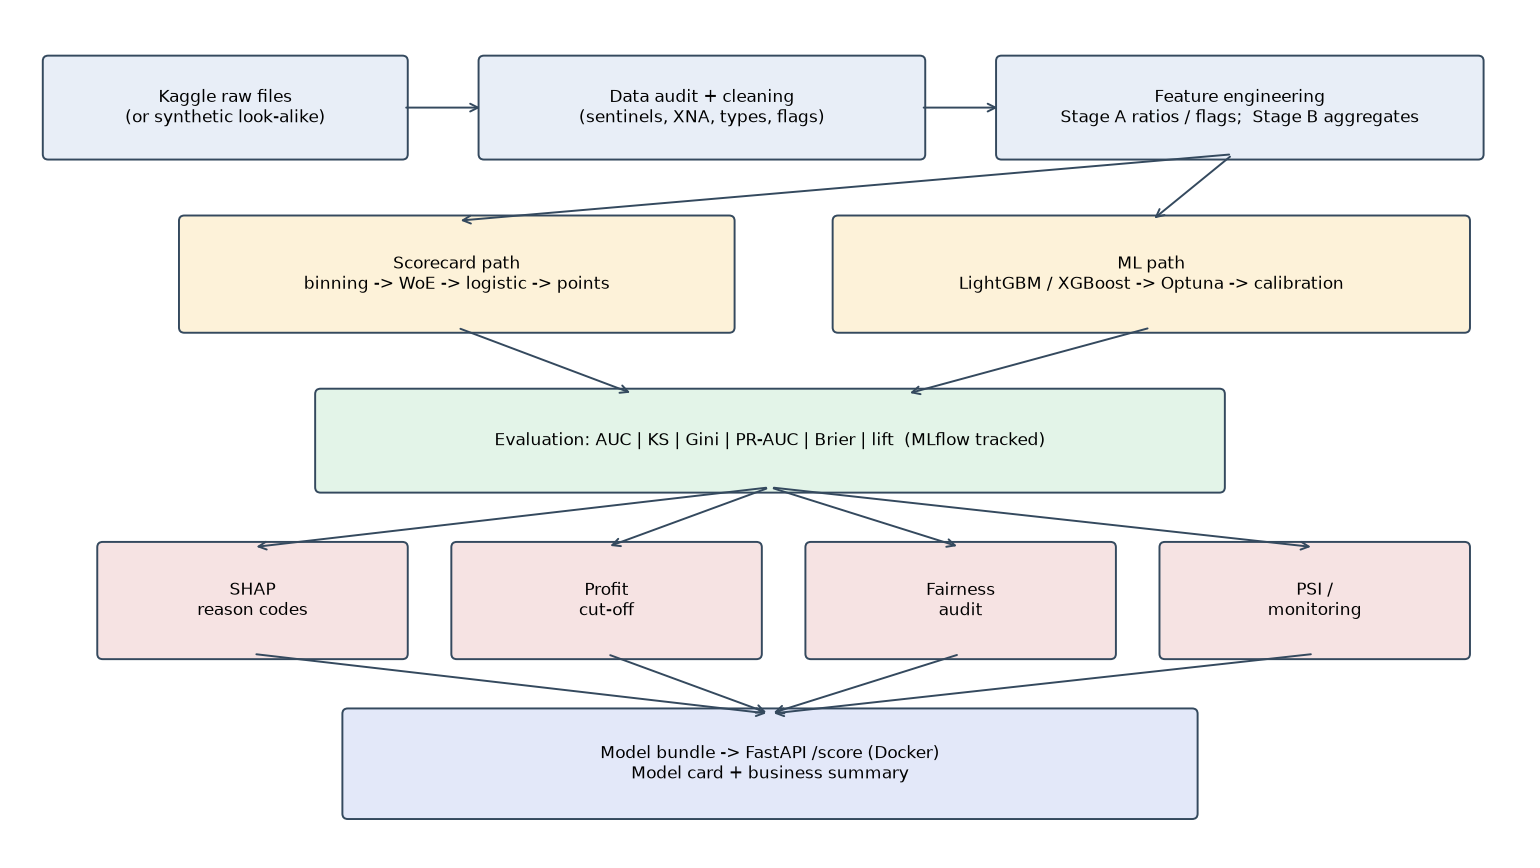 Kaggle raw files
(or synthetic look-alike)
Data audit + cleaning
(sentinels, XNA, types, flags)
Feature engineering
Stage A ratios / flags;  Stage B aggregates
Scorecard path
binning -> WoE -> logistic -> points
ML path
LightGBM / XGBoost -> Optuna -> calibration
Evaluation: AUC | KS | Gini | PR-AUC | Brier | lift  (MLflow tracked)
SHAP
reason codes
Profit
cut-off
Fairness
audit
PSI /
monitoring
Model bundle -> FastAPI /score (Docker)
Model card + business summary